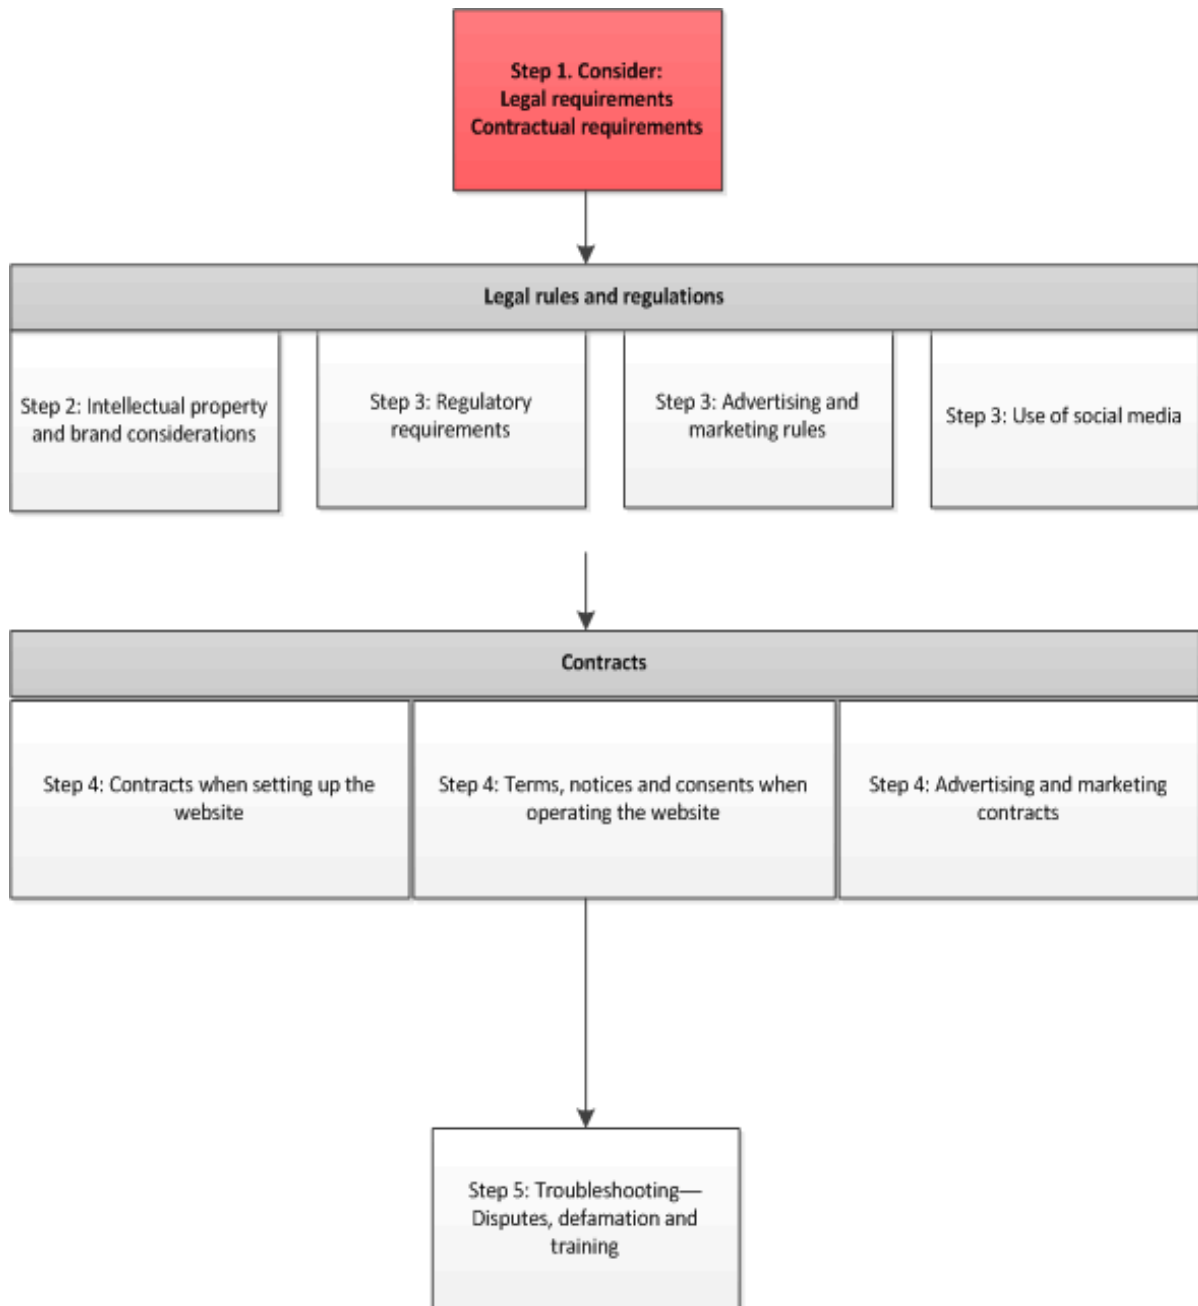 Step 1. Consider:
Legal requirements
Contractual requirements
Legal rules and regulations
Step 2: Intellectual property
and brand considerations
Step 3: Regulatory
requirements
Step 3: Advertising and
marketing rules
Step 3: Use of social media
Contracts
Step 4: Contracts when setting up the
website
Step 4: Terms, notices and consents when
operating the website
Step 4: Advertising and marketing
contracts
Step 5: Troubleshooting—
Disputes, defamation and
training